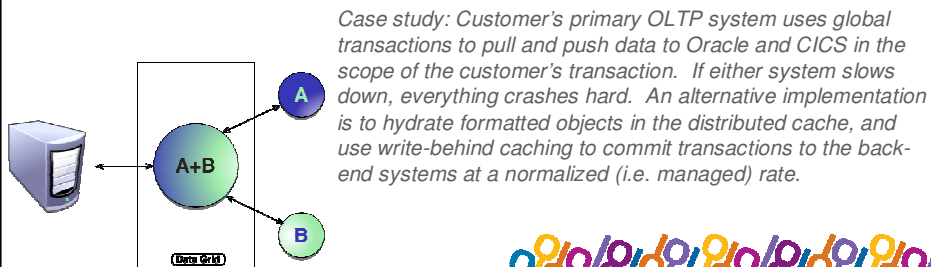 Case study: Customer's primary OLTP system uses global
transactions to pull and push data to Oracle and CICS in the
scope of the customer's transaction. If either system slows
down, everything crashes hard. An alternative implementation
is to hydrate formatted objects in the distributed cache, and
use write-behind caching to commit transactions to the back-
end systems at a normalized (i.e. managed) rate.
A
A+B
B
Data Grid